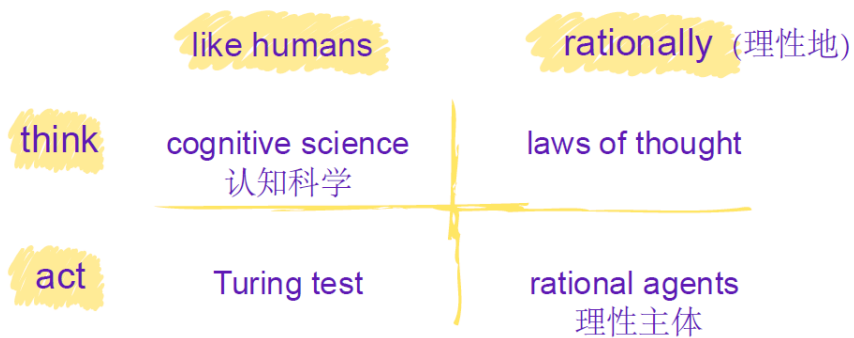 like humans rationally (理性地)
think cognitive science laws of thought
认知科学
act Turing test rational agents
理性主体